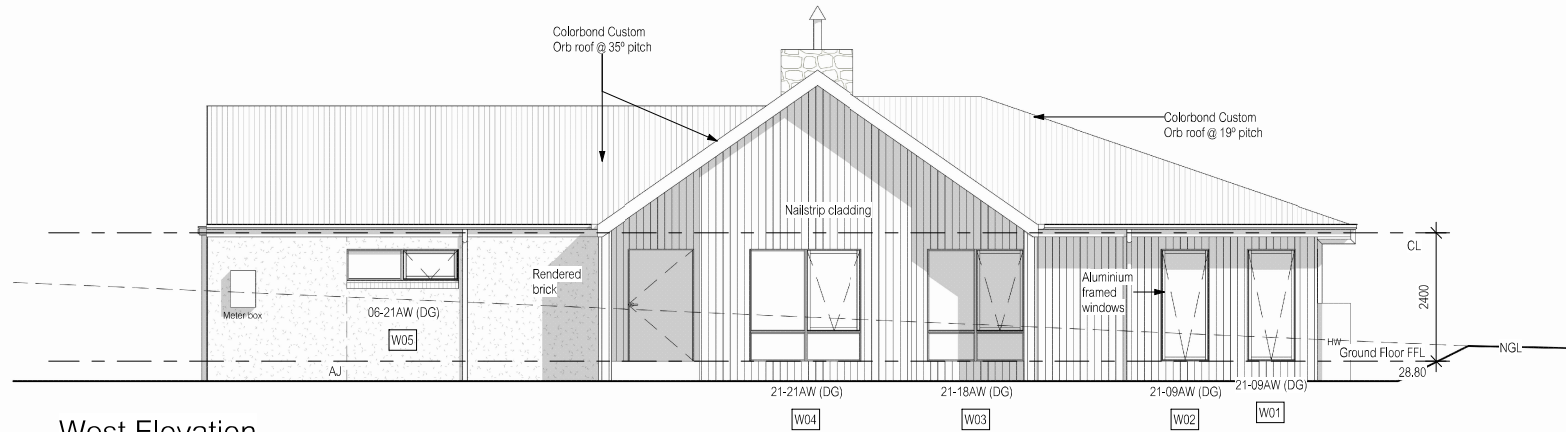 Colorbond Custom
Orb roof @ 35º pitch
Colorbond Custom
Orb roof @ 19º pitch
Nailstrip cladding
CL
Rendered
brick
Aluminium
framed
windows
2400
Meter box
06-21AW (DG)
W05
HW
Ground Floor FFL
NGL
AJ
28.80
21-21AW (DG)
21-18AW (DG)
21-09AW (DG)
21-09AW (DG)
W04
W03
W02
W01
West Elevation